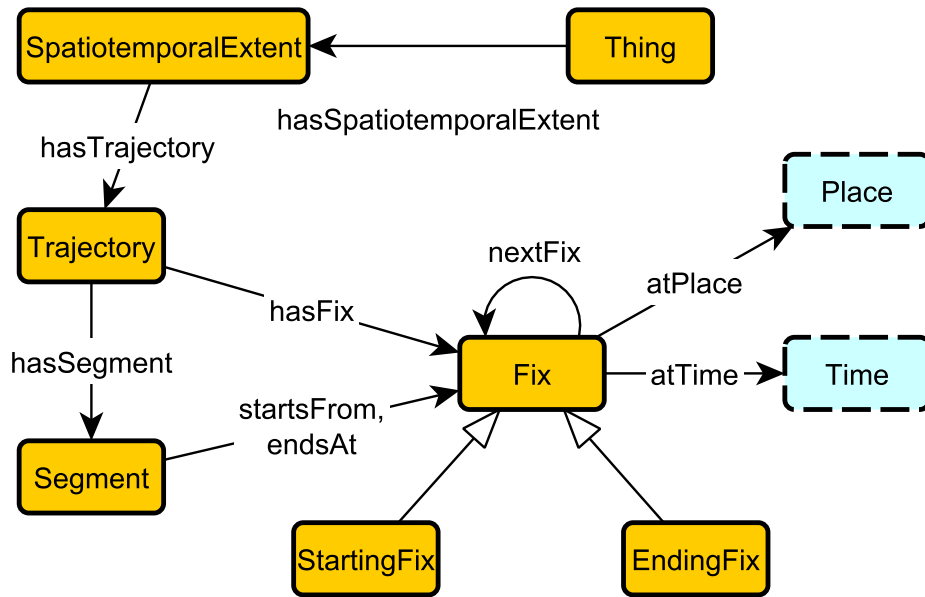 SpatiotemporalExtent
Thing
hasSpatiotemporalExtent
hasTrajectory
Place
Trajectory
nextFix
atPlace
hasFix
hasSegment
Fix
atTime
Time
startsFrom,
endsAt
Segment
StartingFix
EndingFix